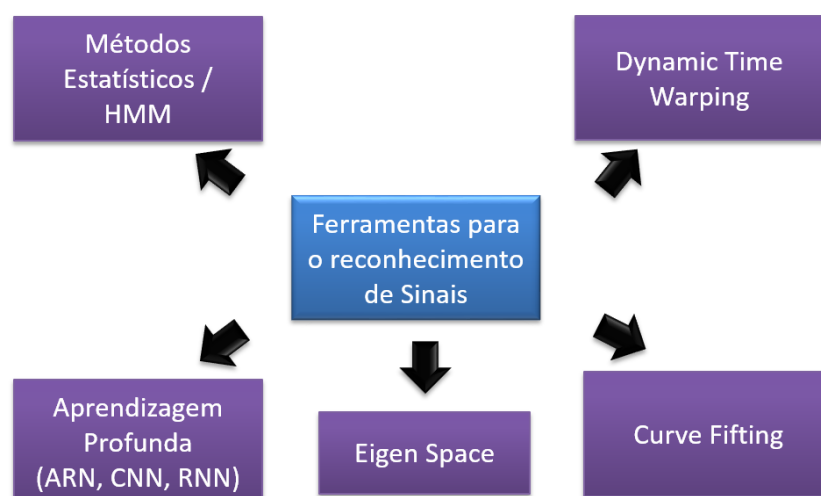 Métodos
Estatísticos /
HMM
Dynamic Time
Warping
Ferramentas para
o reconhecimento
de Sinais
Aprendizagem
Profunda
(ARN, CNN, RNN)
Eigen Space
Curve Fifting